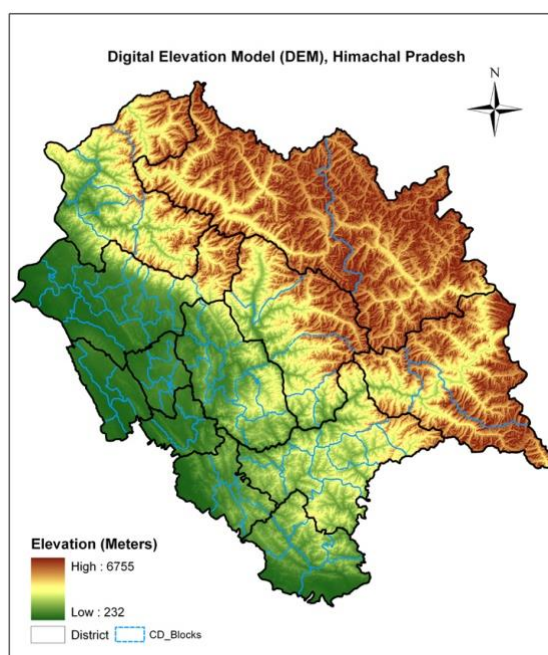 Digital Elevation Model (DEM), Himachal Pradesh
N
Elevation (Meters)
High : 6755
Low : 232
District
CD_Blocks